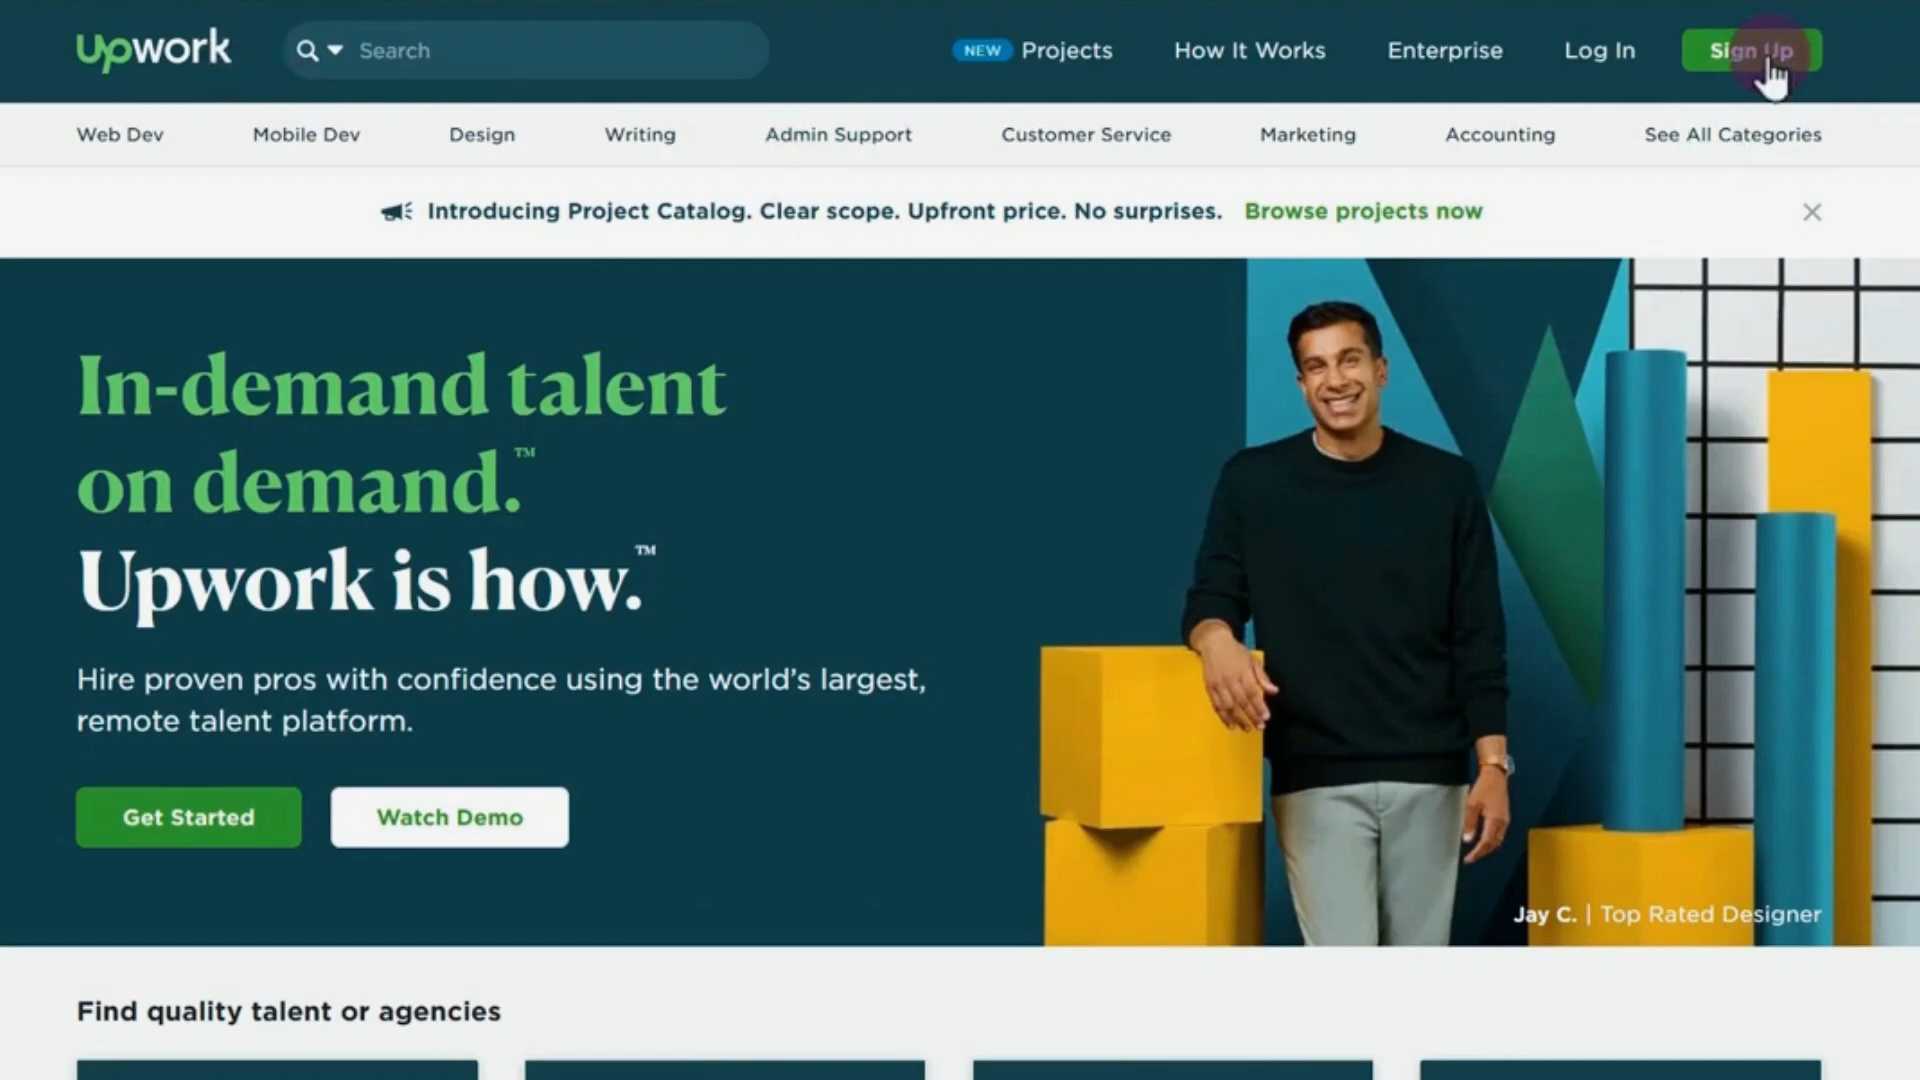 Upwork
Search
NEW Projects
How It Works
Enterprise
Log In
Sign Up
Web Dev
Mobile Dev
Design
Writing
Admin Support
Customer Service
Marketing
Accounting
See All Categories
Introducing Project Catalog. Clear scope. Upfront price. No surprises. Browse projects now
In-demand talent
on demand.™
Upwork is how.™
Hire proven pros with confidence using the world's largest,
remote talent platform.
Get Started
Watch Demo
Jay C. | Top Rated Designer
Find quality talent or agencies